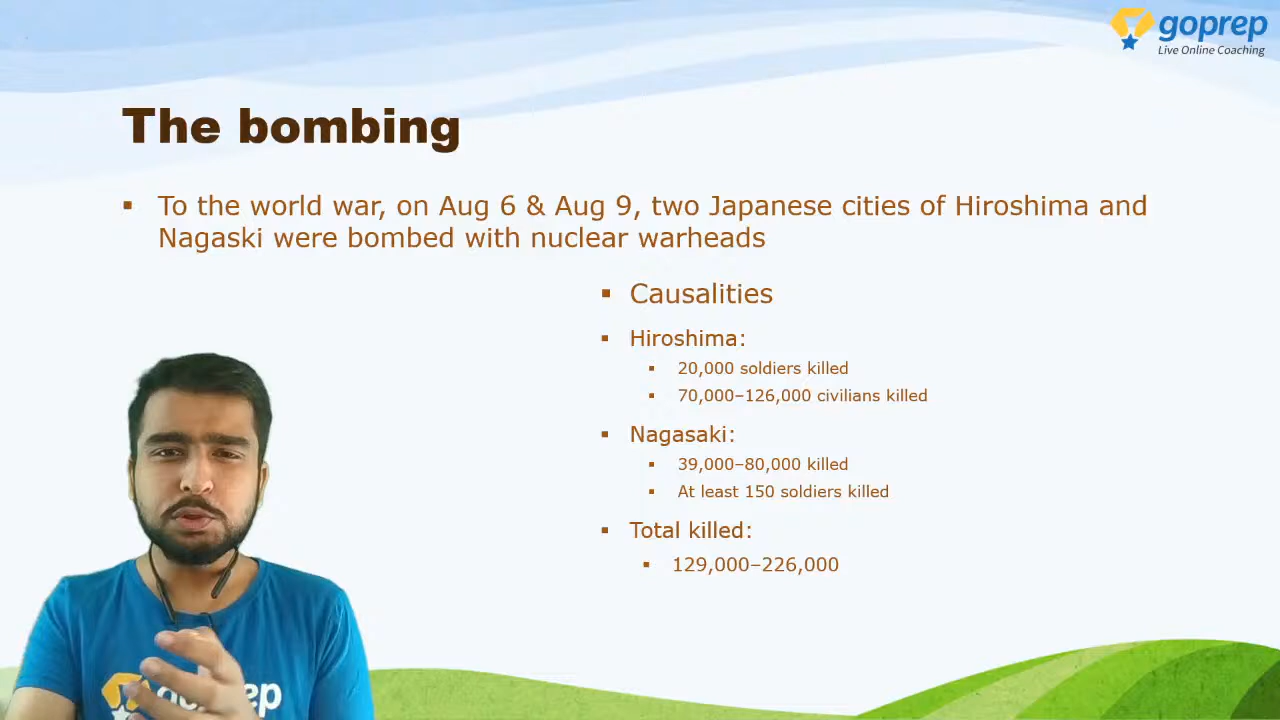 goprep
Live Online Coaching
The bombing
▪ To the world war, on Aug 6 & Aug 9, two Japanese cities of Hiroshima and
Nagaski were bombed with nuclear warheads
▪ Causalities
▪ Hiroshima:
▪ 20,000 soldiers killed
▪ 70,000–126,000 civilians killed
▪ Nagasaki:
▪ 39,000–80,000 killed
▪ At least 150 soldiers killed
▪ Total killed:
▪ 129,000–226,000
goprep